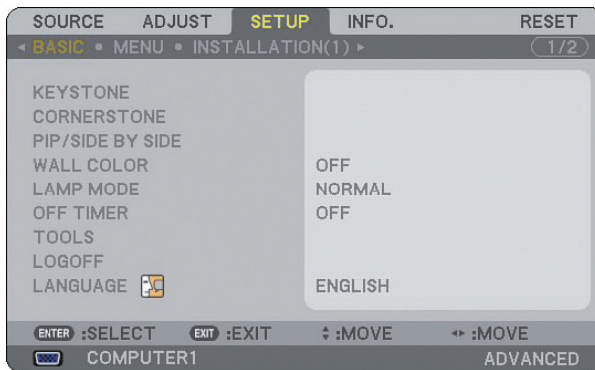 SOURCE ADJUST SETUP INFO. RESET
◂ BASIC • MENU • INSTALLATION(1) ▸ 1/2
KEYSTONE
CORNERSTONE
PIP/SIDE BY SIDE
WALL COLOR OFF
LAMP MODE NORMAL
OFF TIMER OFF
TOOLS
LOGOFF
LANGUAGE ENGLISH
ENTER :SELECT EXIT :EXIT :MOVE :MOVE
COMPUTER1 ADVANCED